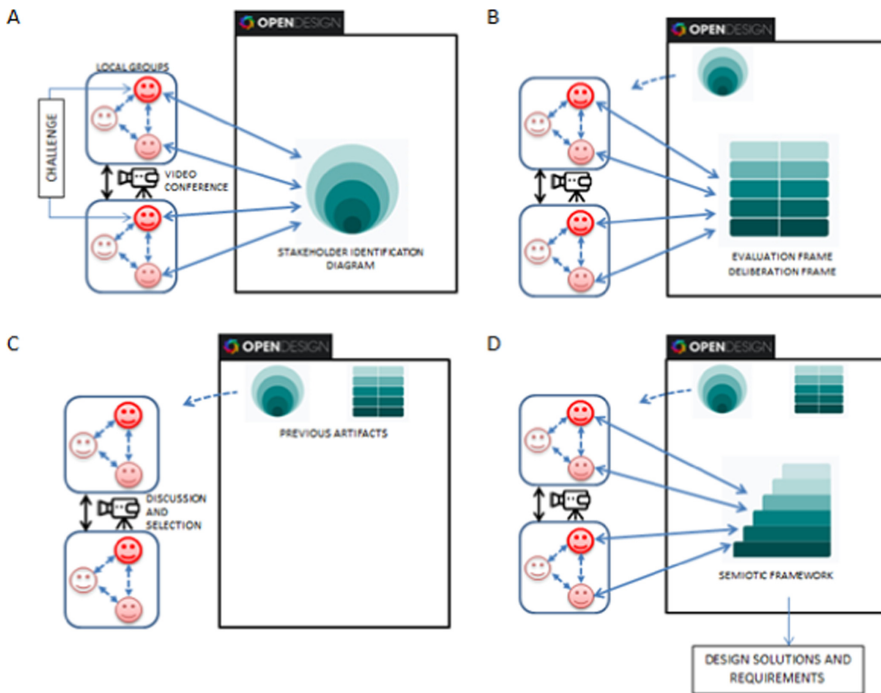 A
OPENDESIGN
LOCAL GROUPS
CHALLENGE
VIDEO
CONFERENCE
STAKEHOLDER IDENTIFICATION
DIAGRAM
B
OPENDESIGN
EVALUATION FRAME
DELIBERATION FRAME
C
OPENDESIGN
PREVIOUS ARTIFACTS
DISCUSSION
AND
SELECTION
D
OPENDESIGN
SEMIOTIC FRAMEWORK
DESIGN SOLUTIONS AND
REQUIREMENTS